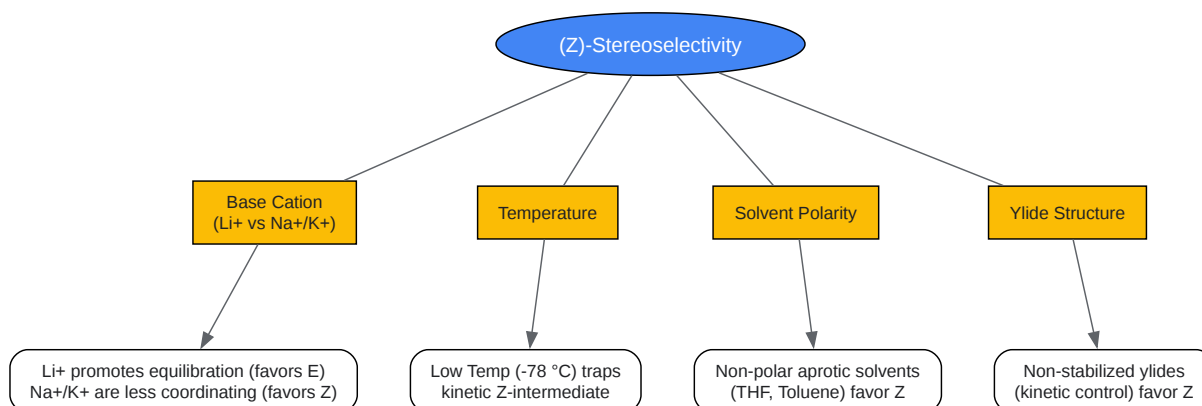 (Z)-Stereoselectivity
Base Cation
(Li+ vs Na+/K+)
Temperature
Solvent Polarity
Ylide Structure
Li+ promotes equilibration (favors E)
Na+/K+ are less coordinating (favors Z)
Low Temp (-78 °C) traps
kinetic Z-intermediate
Non-polar aprotic solvents
(THF, Toluene) favor Z
Non-stabilized ylides
(kinetic control) favor Z